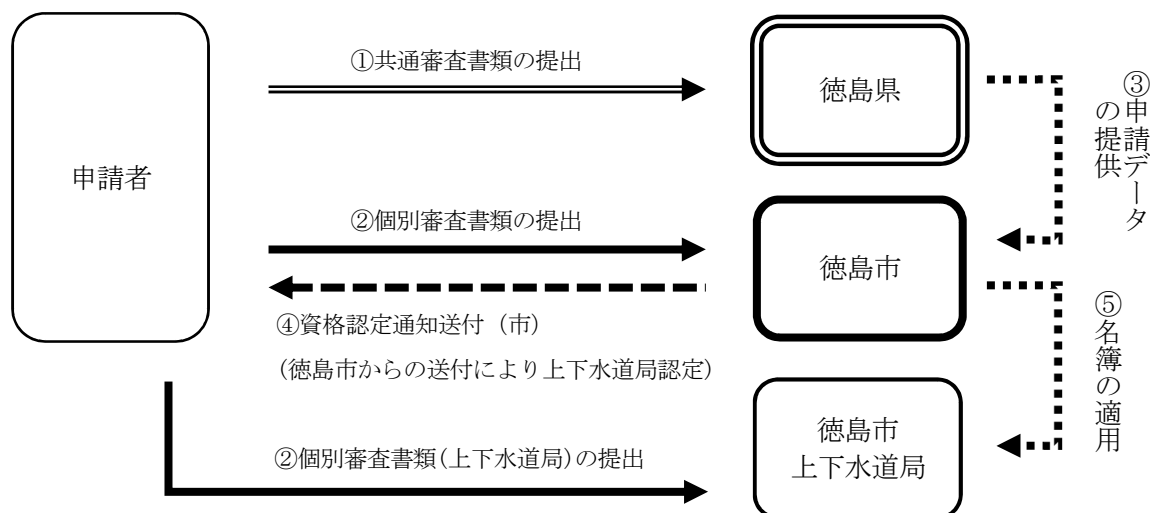 ①共通審査書類の提出
徳島県
③申請データ
の提供
申請者
②個別審査書類の提出
徳島市
④資格認定通知送付（市）
（徳島市からの送付により上下水道局認定）
⑤名簿の適用
②個別審査書類(上下水道局)の提出
徳島市
上下水道局